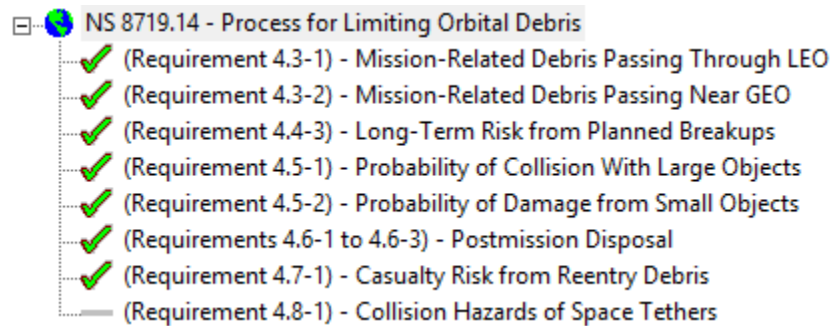 NS 8719.14 - Process for Limiting Orbital Debris
(Requirement 4.3-1) - Mission-Related Debris Passing Through LEO
(Requirement 4.3-2) - Mission-Related Debris Passing Near GEO
(Requirement 4.4-3) - Long-Term Risk from Planned Breakups
(Requirement 4.5-1) - Probability of Collision With Large Objects
(Requirement 4.5-2) - Probability of Damage from Small Objects
(Requirements 4.6-1 to 4.6-3) - Postmission Disposal
(Requirement 4.7-1) - Casualty Risk from Reentry Debris
(Requirement 4.8-1) - Collision Hazards of Space Tethers